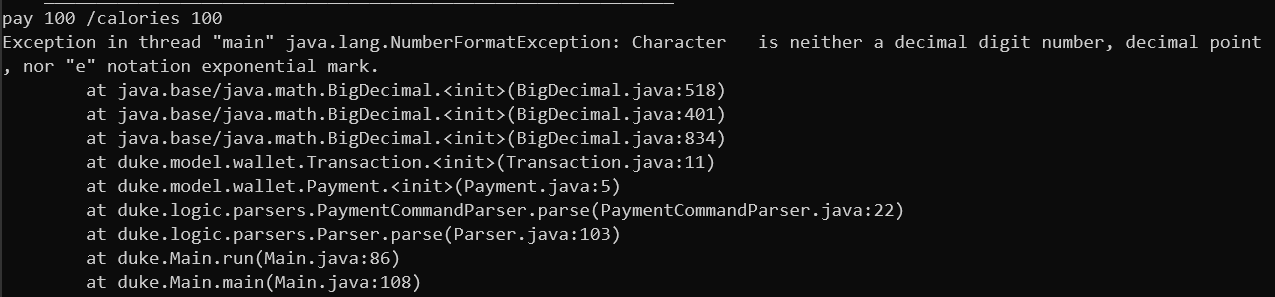 pay 100 /calories 100
Exception in thread "main" java.lang.NumberFormatException: Character   is neither a decimal digit number, decimal point
, nor "e" notation exponential mark.
        at java.base/java.math.BigDecimal.<init>(BigDecimal.java:518)
        at java.base/java.math.BigDecimal.<init>(BigDecimal.java:401)
        at java.base/java.math.BigDecimal.<init>(BigDecimal.java:834)
        at duke.model.wallet.Transaction.<init>(Transaction.java:11)
        at duke.model.wallet.Payment.<init>(Payment.java:5)
        at duke.logic.parsers.PaymentCommandParser.parse(PaymentCommandParser.java:22)
        at duke.logic.parsers.Parser.parse(Parser.java:103)
        at duke.Main.run(Main.java:86)
        at duke.Main.main(Main.java:108)